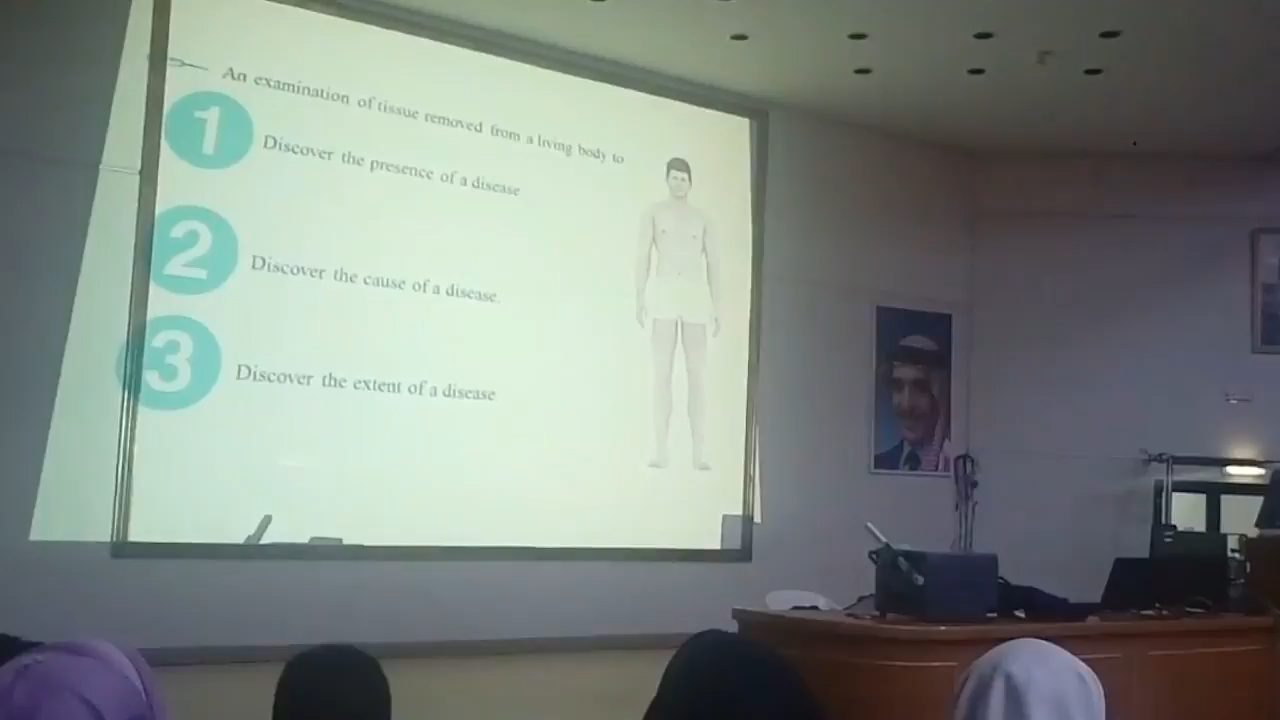 An examination of tissue removed from a living body to
1 Discover the presence of a disease
2 Discover the cause of a disease.
3 Discover the extent of a disease